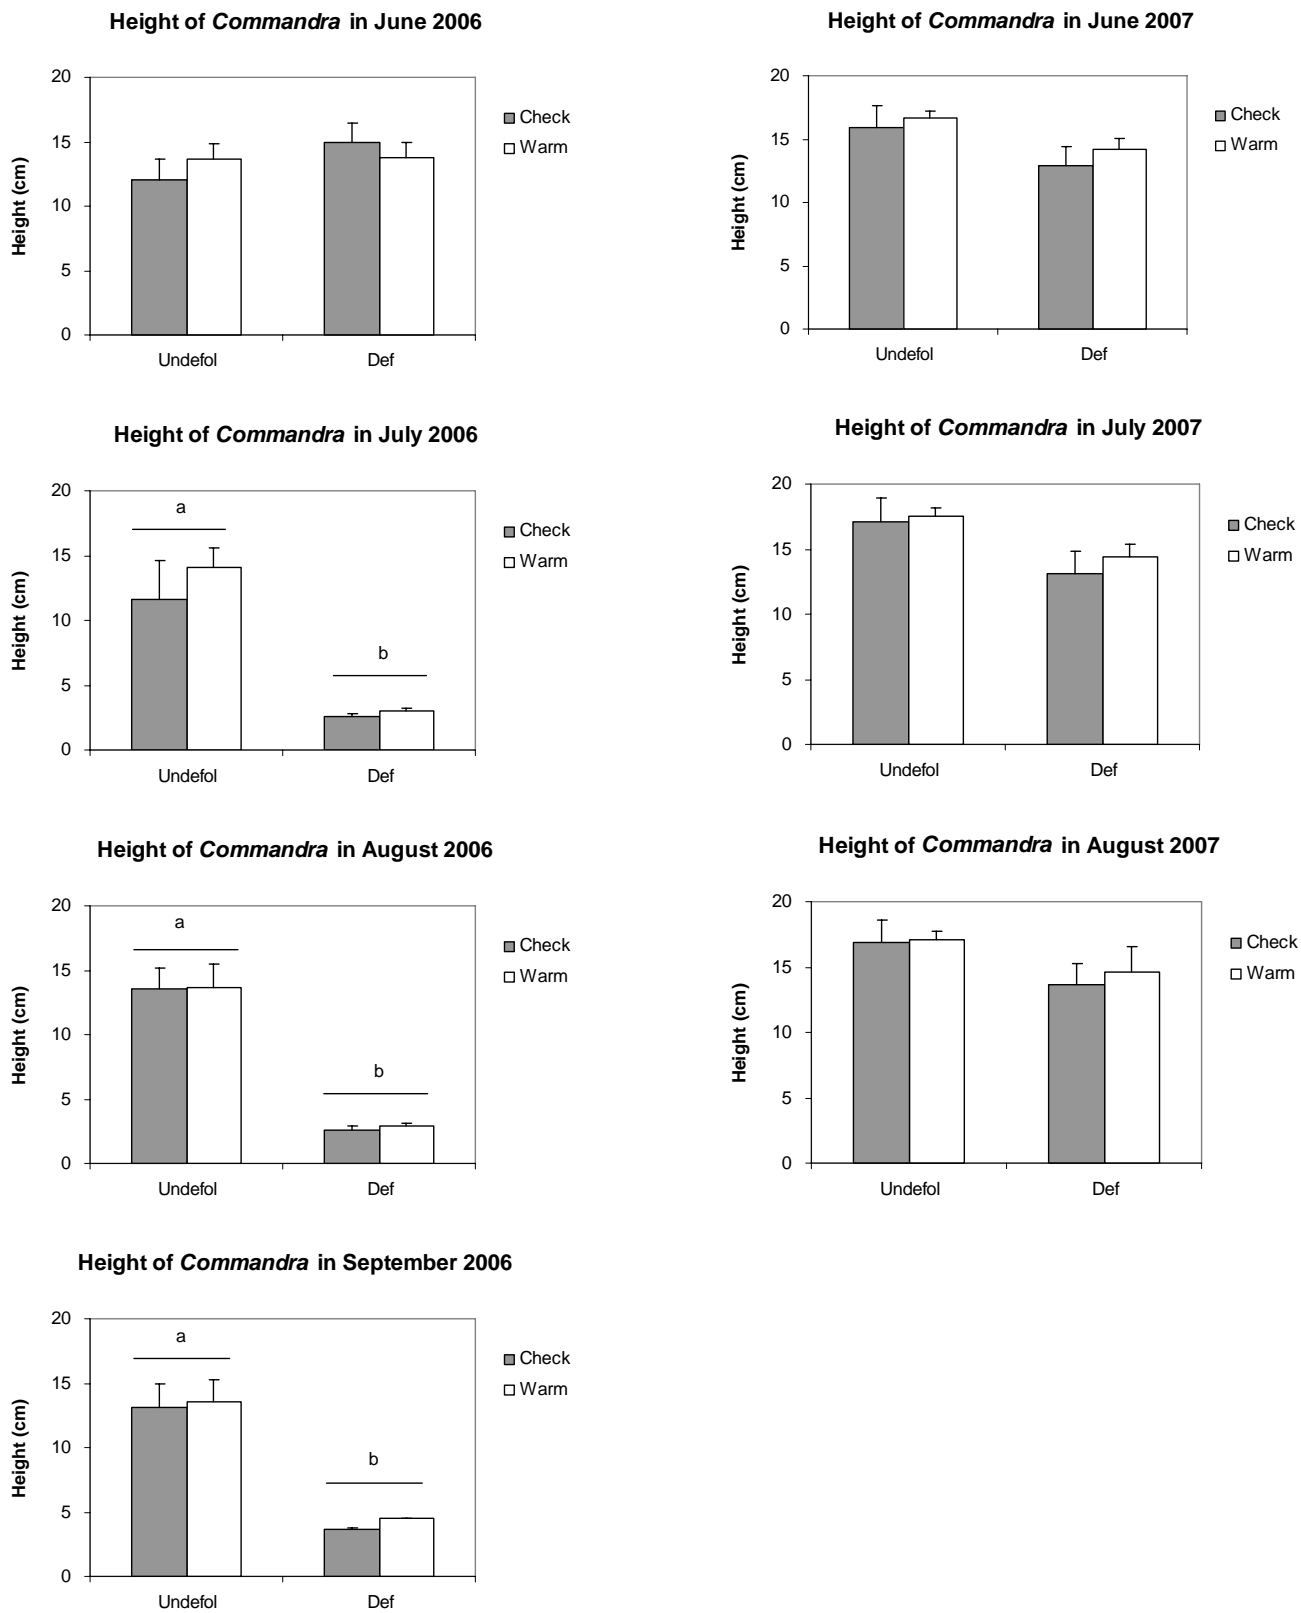 Height of Commandra in June 2006
20
15
10
5
0
Height (cm)
Undefol Def
Check
Warm
Height of Commandra in June 2007
20
15
10
5
0
Height (cm)
Undefol Def
Check
Warm
Height of Commandra in July 2006
20
15
10
5
0
Height (cm)
a
b
Undefol Def
Check
Warm
Height of Commandra in July 2007
20
15
10
5
0
Height (cm)
Undefol Def
Check
Warm
Height of Commandra in August 2006
20
15
10
5
0
Height (cm)
a
b
Undefol Def
Check
Warm
Height of Commandra in August 2007
20
15
10
5
0
Height (cm)
Undefol Def
Check
Warm
Height of Commandra in September 2006
20
15
10
5
0
Height (cm)
a
b
Undefol Def
Check
Warm